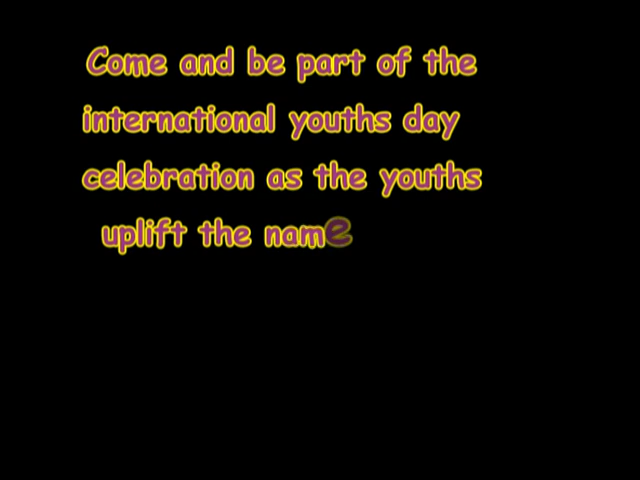 Come and be part of the
international youths day
celebration as the youths
uplift the name